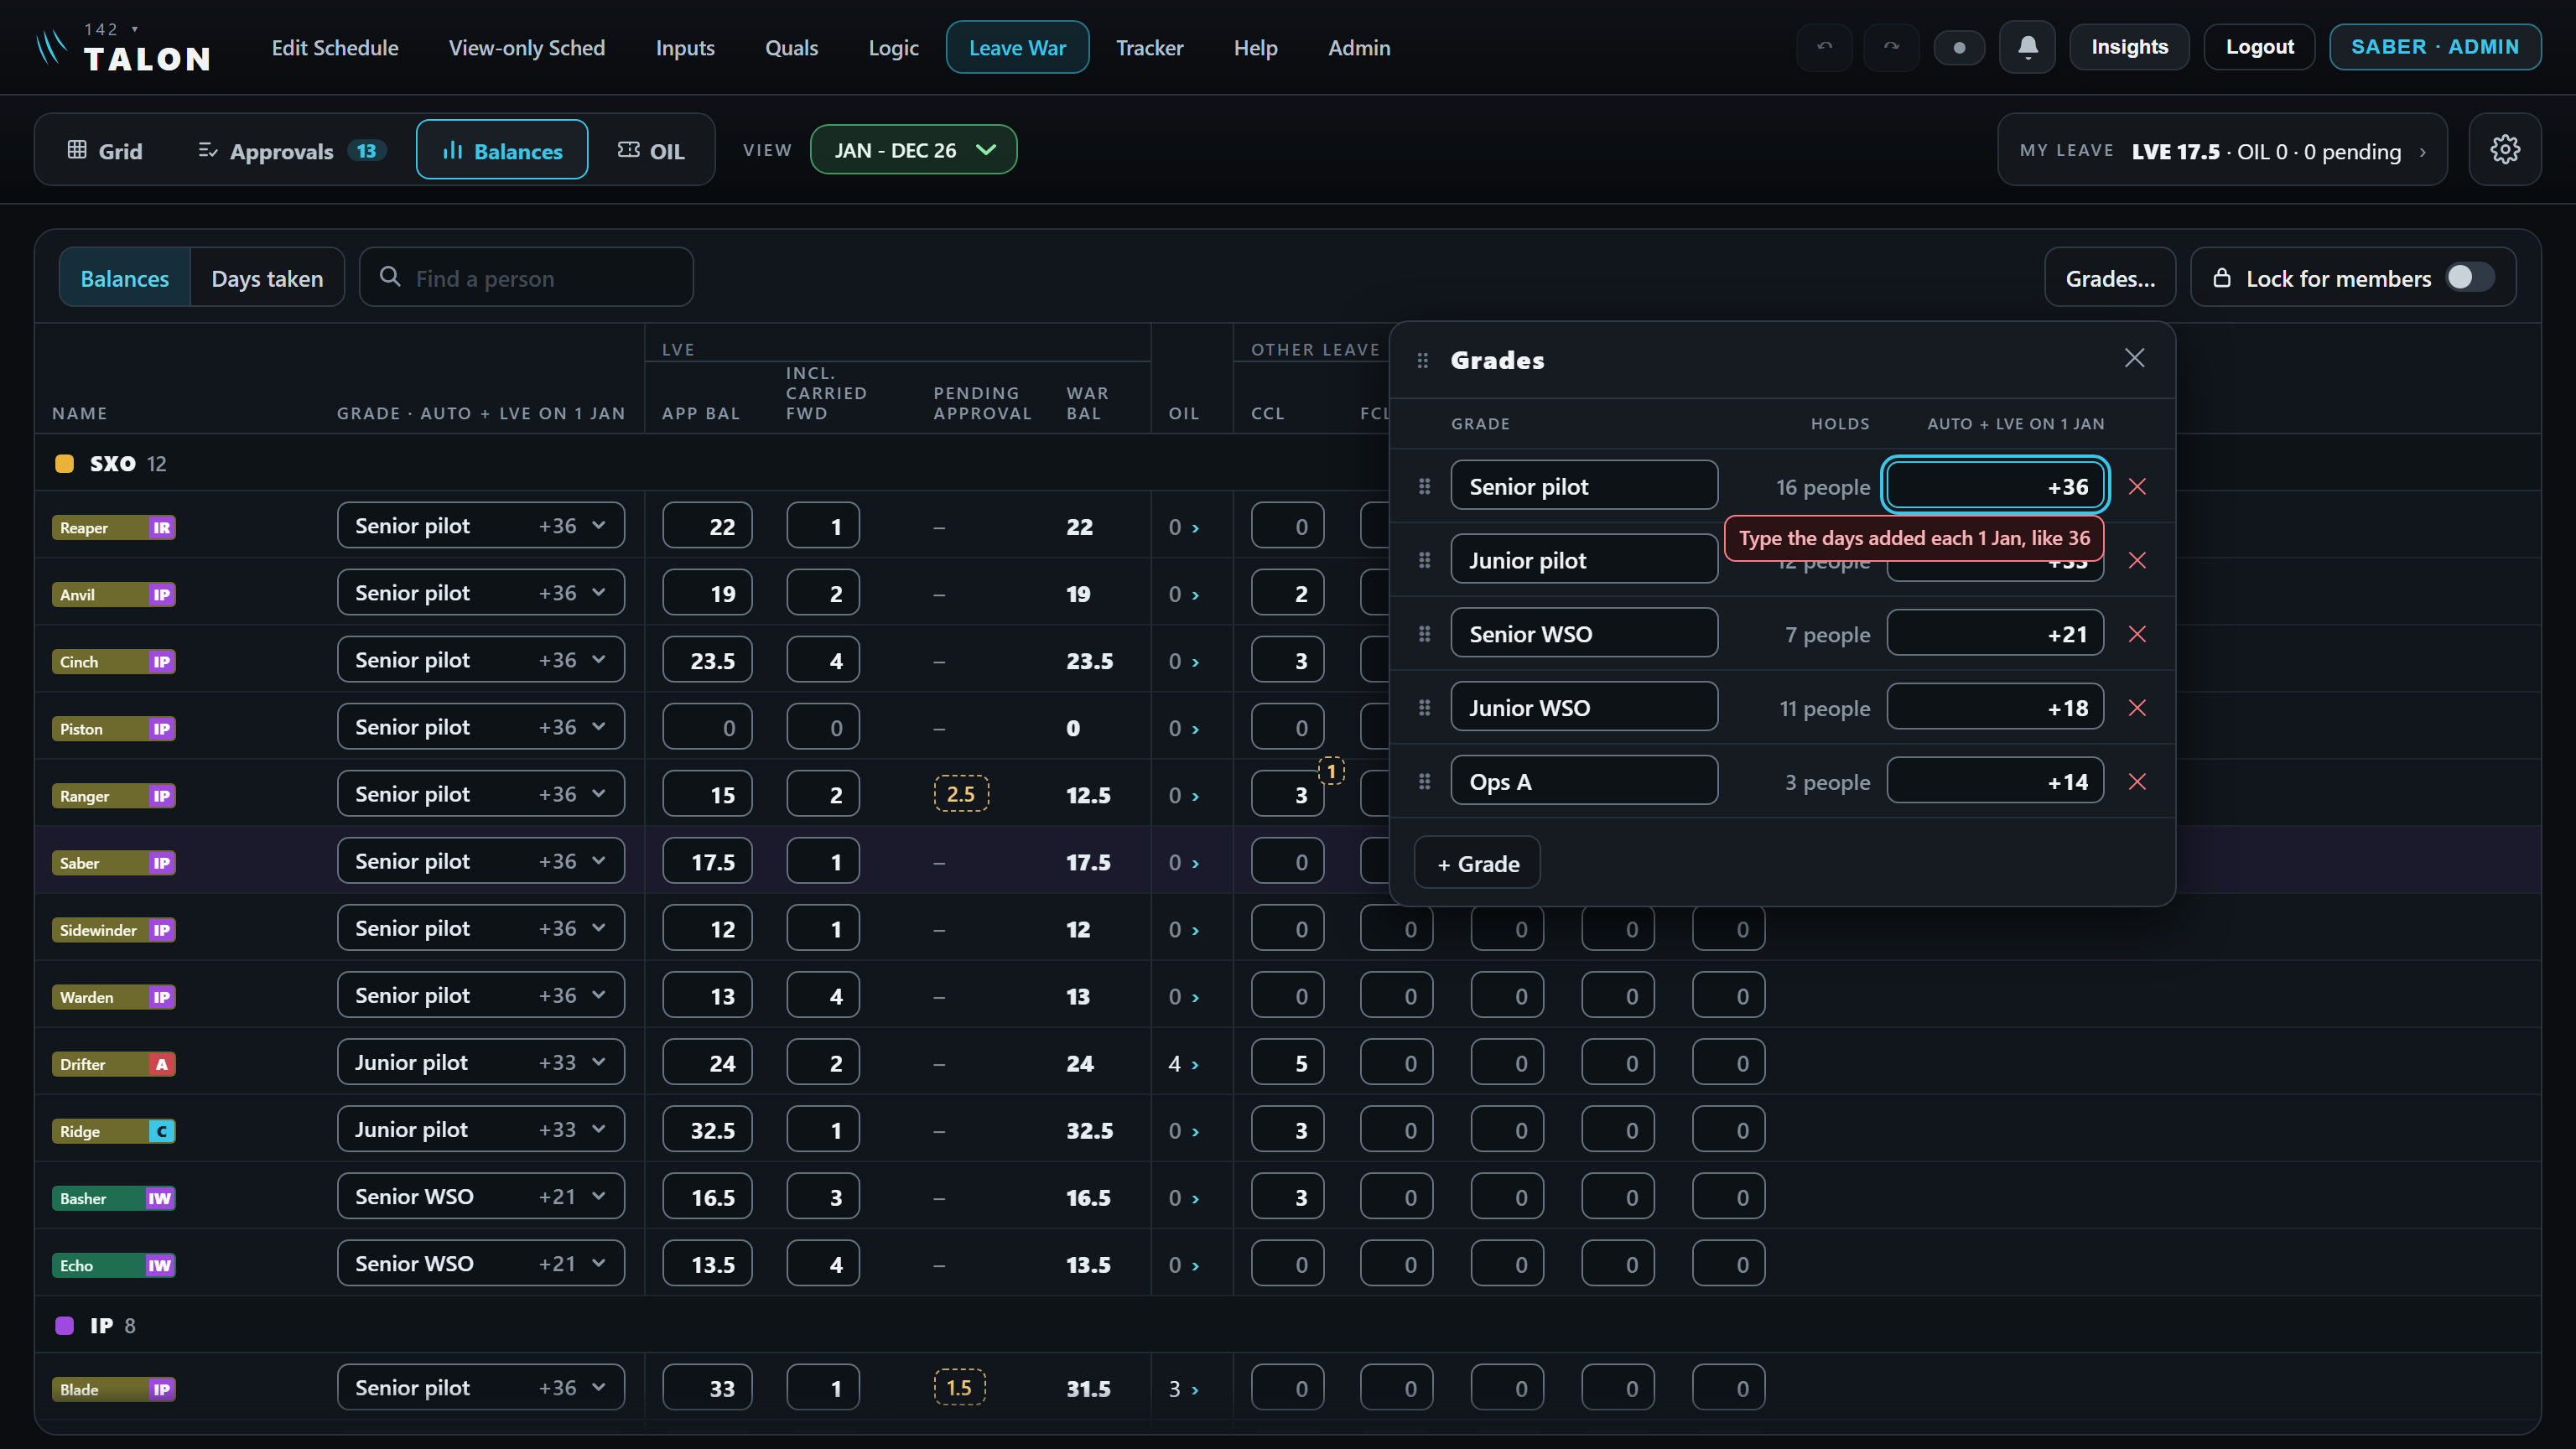 142 ▾
TALON
Edit Schedule
View-only Sched
Inputs
Quals
Logic
Leave War
Tracker
Help
Admin
Insights
Logout
SABER · ADMIN
Grid
Approvals 13
Balances
OIL
VIEW
JAN - DEC 26
MY LEAVE LVE 17.5 · OIL 0 · 0 pending ›
Balances
Days taken
Find a person
Grades...
Lock for members
LVE
OTHER LEAVE
NAME
GRADE · AUTO + LVE ON 1 JAN
APP BAL
INCL. CARRIED FWD
PENDING APPROVAL
WAR BAL
OIL
CCL
SXO 12
Reaper IR Senior pilot +36 22 1 – 22 0 › 0
Anvil IP Senior pilot +36 19 2 – 19 0 › 2
Cinch IP Senior pilot +36 23.5 4 – 23.5 0 › 3
Piston IP Senior pilot +36 0 0 – 0 0 › 0
Ranger IP Senior pilot +36 15 2 2.5 12.5 0 › 3 1
Saber IP Senior pilot +36 17.5 1 – 17.5 0 › 0
Sidewinder IP Senior pilot +36 12 1 – 12 0 › 0 0 0 0 0
Warden IP Senior pilot +36 13 4 – 13 0 › 0 0 0 0 0
Drifter A Junior pilot +33 24 2 – 24 4 › 5 0 0 0 0
Ridge C Junior pilot +33 32.5 1 – 32.5 0 › 3 0 0 0 0
Basher IW Senior WSO +21 16.5 3 – 16.5 0 › 3 0 0 0 0
Echo IW Senior WSO +21 13.5 4 – 13.5 0 › 0 0 0 0 0
IP 8
Blade IP Senior pilot +36 33 1 1.5 31.5 3 › 0 0 0 0 0
Grades
GRADE
HOLDS
AUTO + LVE ON 1 JAN
Senior pilot 16 people +36
Type the days added each 1 Jan, like 36
Junior pilot 12 people +33
Senior WSO 7 people +21
Junior WSO 11 people +18
Ops A 3 people +14
+ Grade